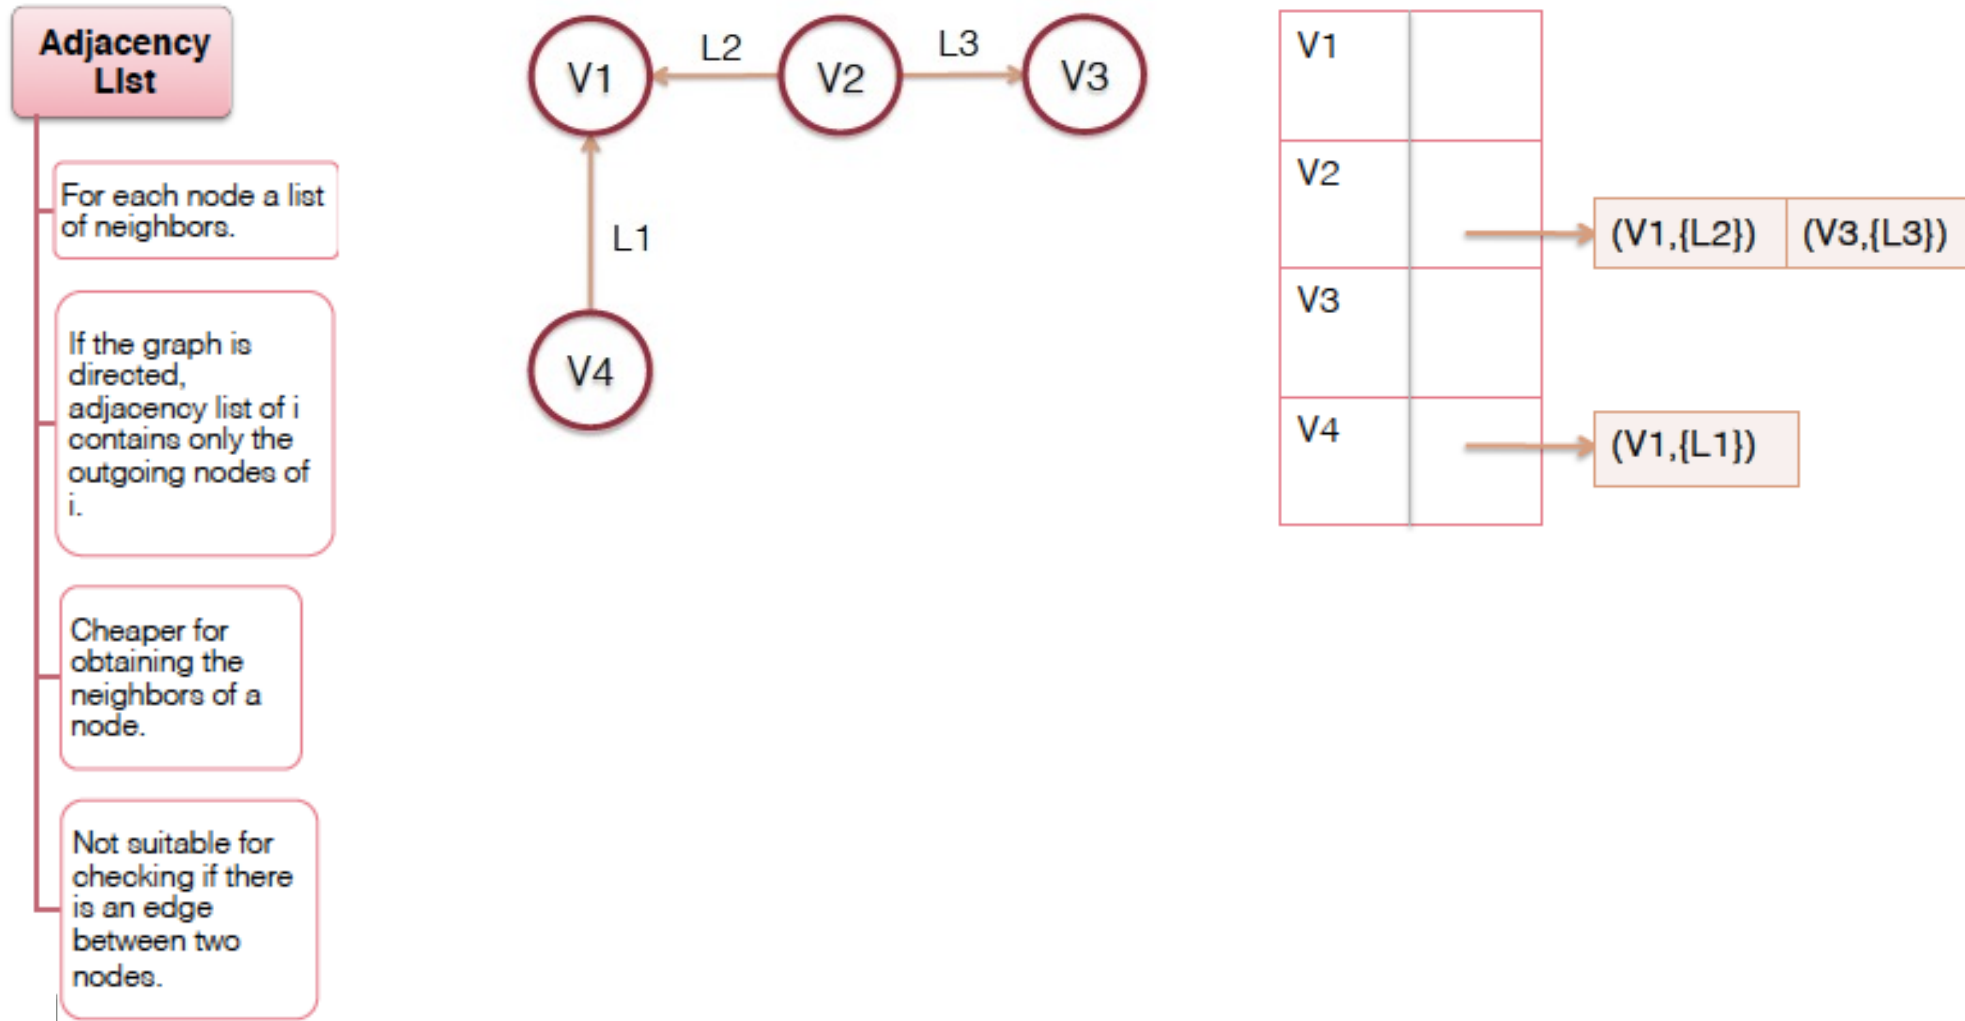 Adjacency
LIst
For each node a list
of neighbors.
If the graph is
directed,
adjacency list of i
contains only the
outgoing nodes of
i.
Cheaper for
obtaining the
neighbors of a
node.
Not suitable for
checking if there
is an edge
between two
nodes.
V1
L2
V2
L3
V3
L1
V4
V1
V2
(V1,{L2})
(V3,{L3})
V3
V4
(V1,{L1})